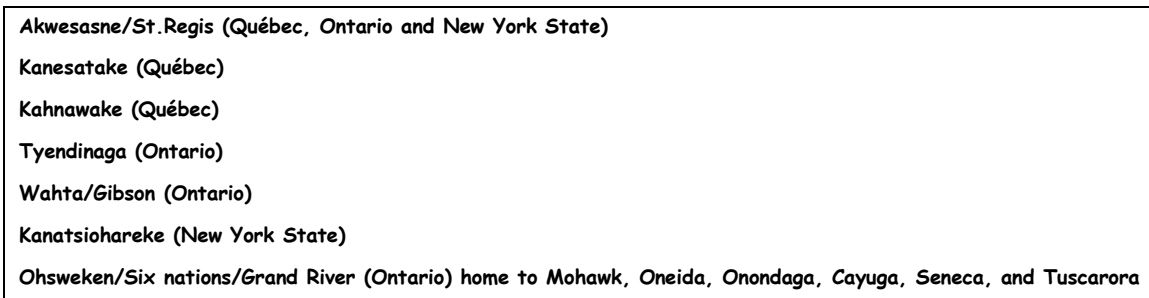 Akwesasne/St.Regis (Québec, Ontario and New York State)
Kanesatake (Québec)
Kahnawake (Québec)
Tyendinaga (Ontario)
Wahta/Gibson (Ontario)
Kanatsiohareke (New York State)
Ohsweken/Six nations/Grand River (Ontario) home to Mohawk, Oneida, Onondaga, Cayuga, Seneca, and Tuscarora